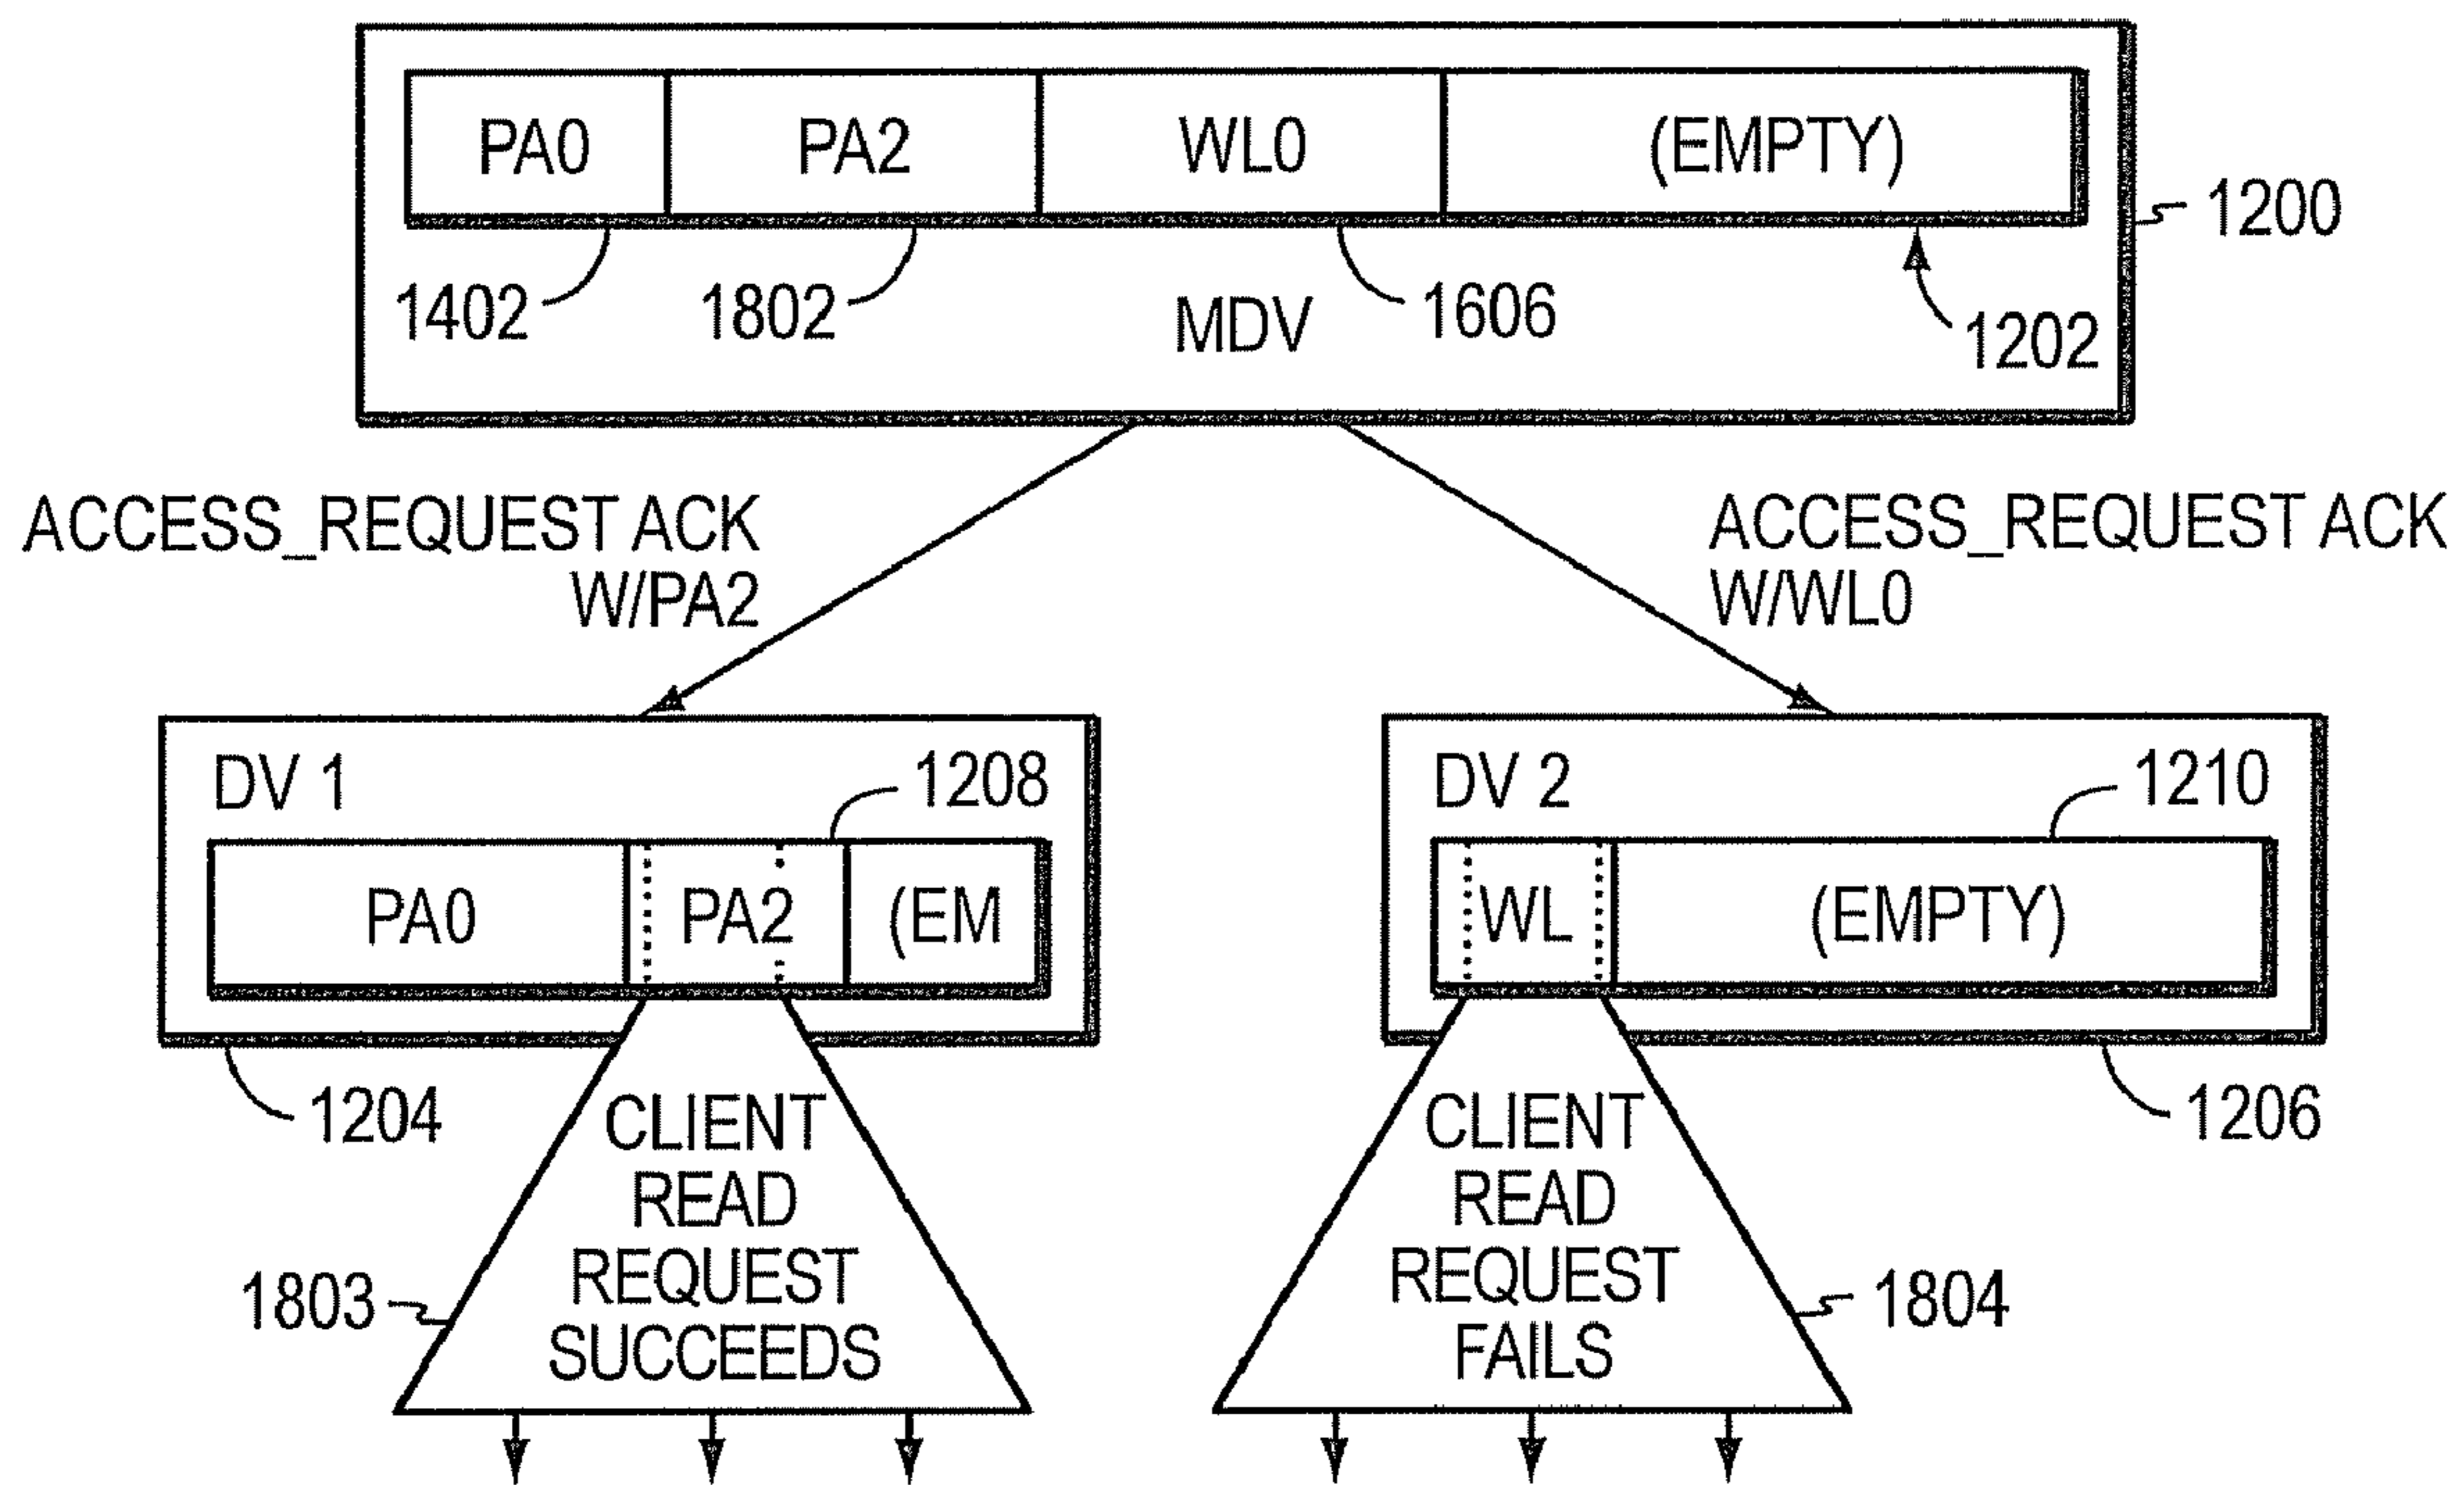 PA0 PA2 WL0 (EMPTY)
1200
1402 1802 MDV 1606 1202
ACCESS_REQUEST ACK
W/PA2
ACCESS_REQUEST ACK
W/WL0
DV 1 1208
PA0 PA2 (EM
1204
DV 2 1210
WL (EMPTY)
1206
CLIENT
READ
REQUEST
SUCCEEDS
1803
CLIENT
READ
REQUEST
FAILS
1804